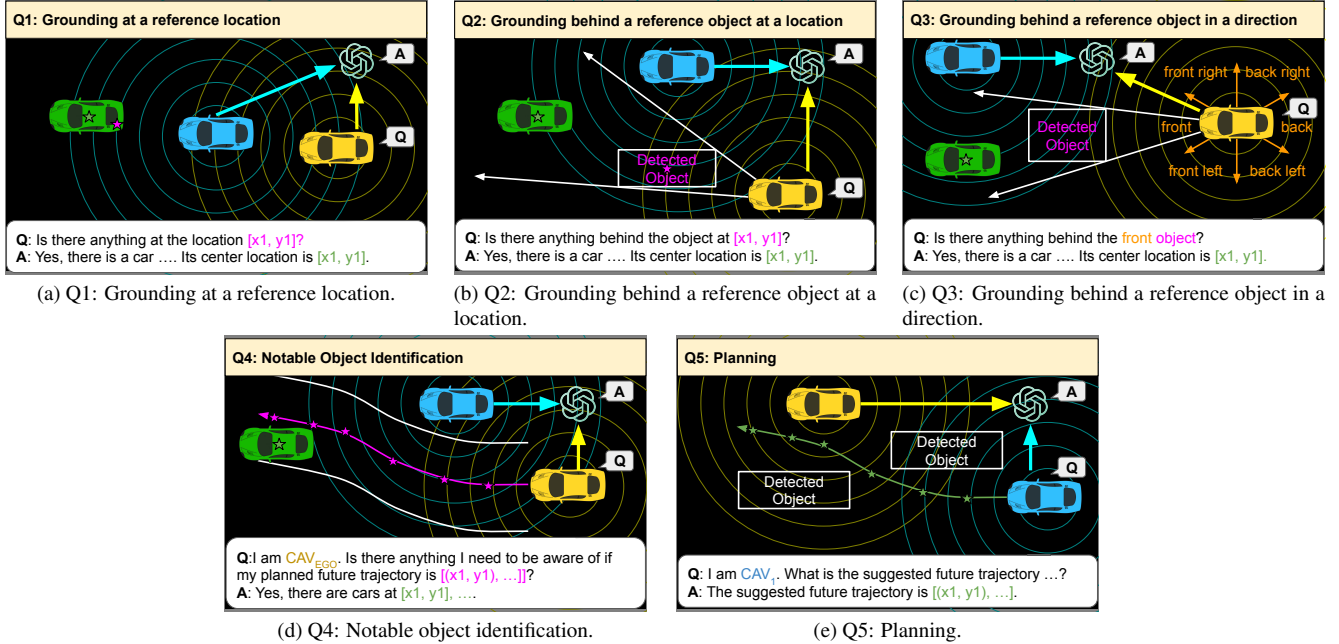 Q1: Grounding at a reference location
A
Q
Q: Is there anything at the location [x1, y1]?
A: Yes, there is a car .... Its center location is [x1, y1].
(a) Q1: Grounding at a reference location.
Q2: Grounding behind a reference object at a location
A
Detected
Object
Q
Q: Is there anything behind the object at [x1, y1]?
A: Yes, there is a car .... Its center location is [x1, y1].
(b) Q2: Grounding behind a reference object at a
location.
Q3: Grounding behind a reference object in a direction
A
front right
back right
Q
Detected
Object
front
back
front left
back left
Q: Is there anything behind the front object?
A: Yes, there is a car .... Its center location is [x1, y1].
(c) Q3: Grounding behind a reference object in a
direction.
Q4: Notable Object Identification
A
Q
Q:I am CAV_EGO. Is there anything I need to be aware of if
my planned future trajectory is [(x1, y1), ...]]?
A: Yes, there are cars at [x1, y1], ....
(d) Q4: Notable object identification.
Q5: Planning
A
Detected
Object
Q
Detected
Object
Q: I am CAV_1. What is the suggested future trajectory ...?
A: The suggested future trajectory is [(x1, y1), ...].
(e) Q5: Planning.